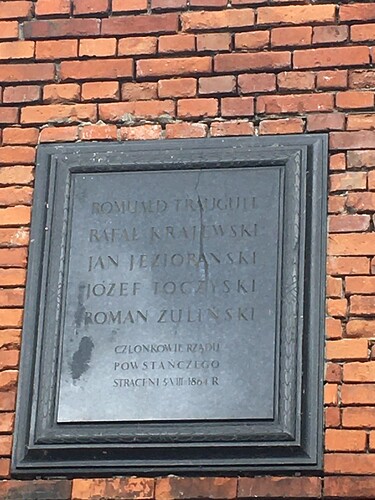 ROMUALD TRAUGUTT
RAFAŁ KRAJEWSKI
JAN JEZIORAŃSKI
JÓZEF TOCZYSKI
ROMAN ŻULIŃSKI
CZŁONKOWIE RZĄDU
POWSTAŃCZEGO
STRACENI 5.VIII.1864 R